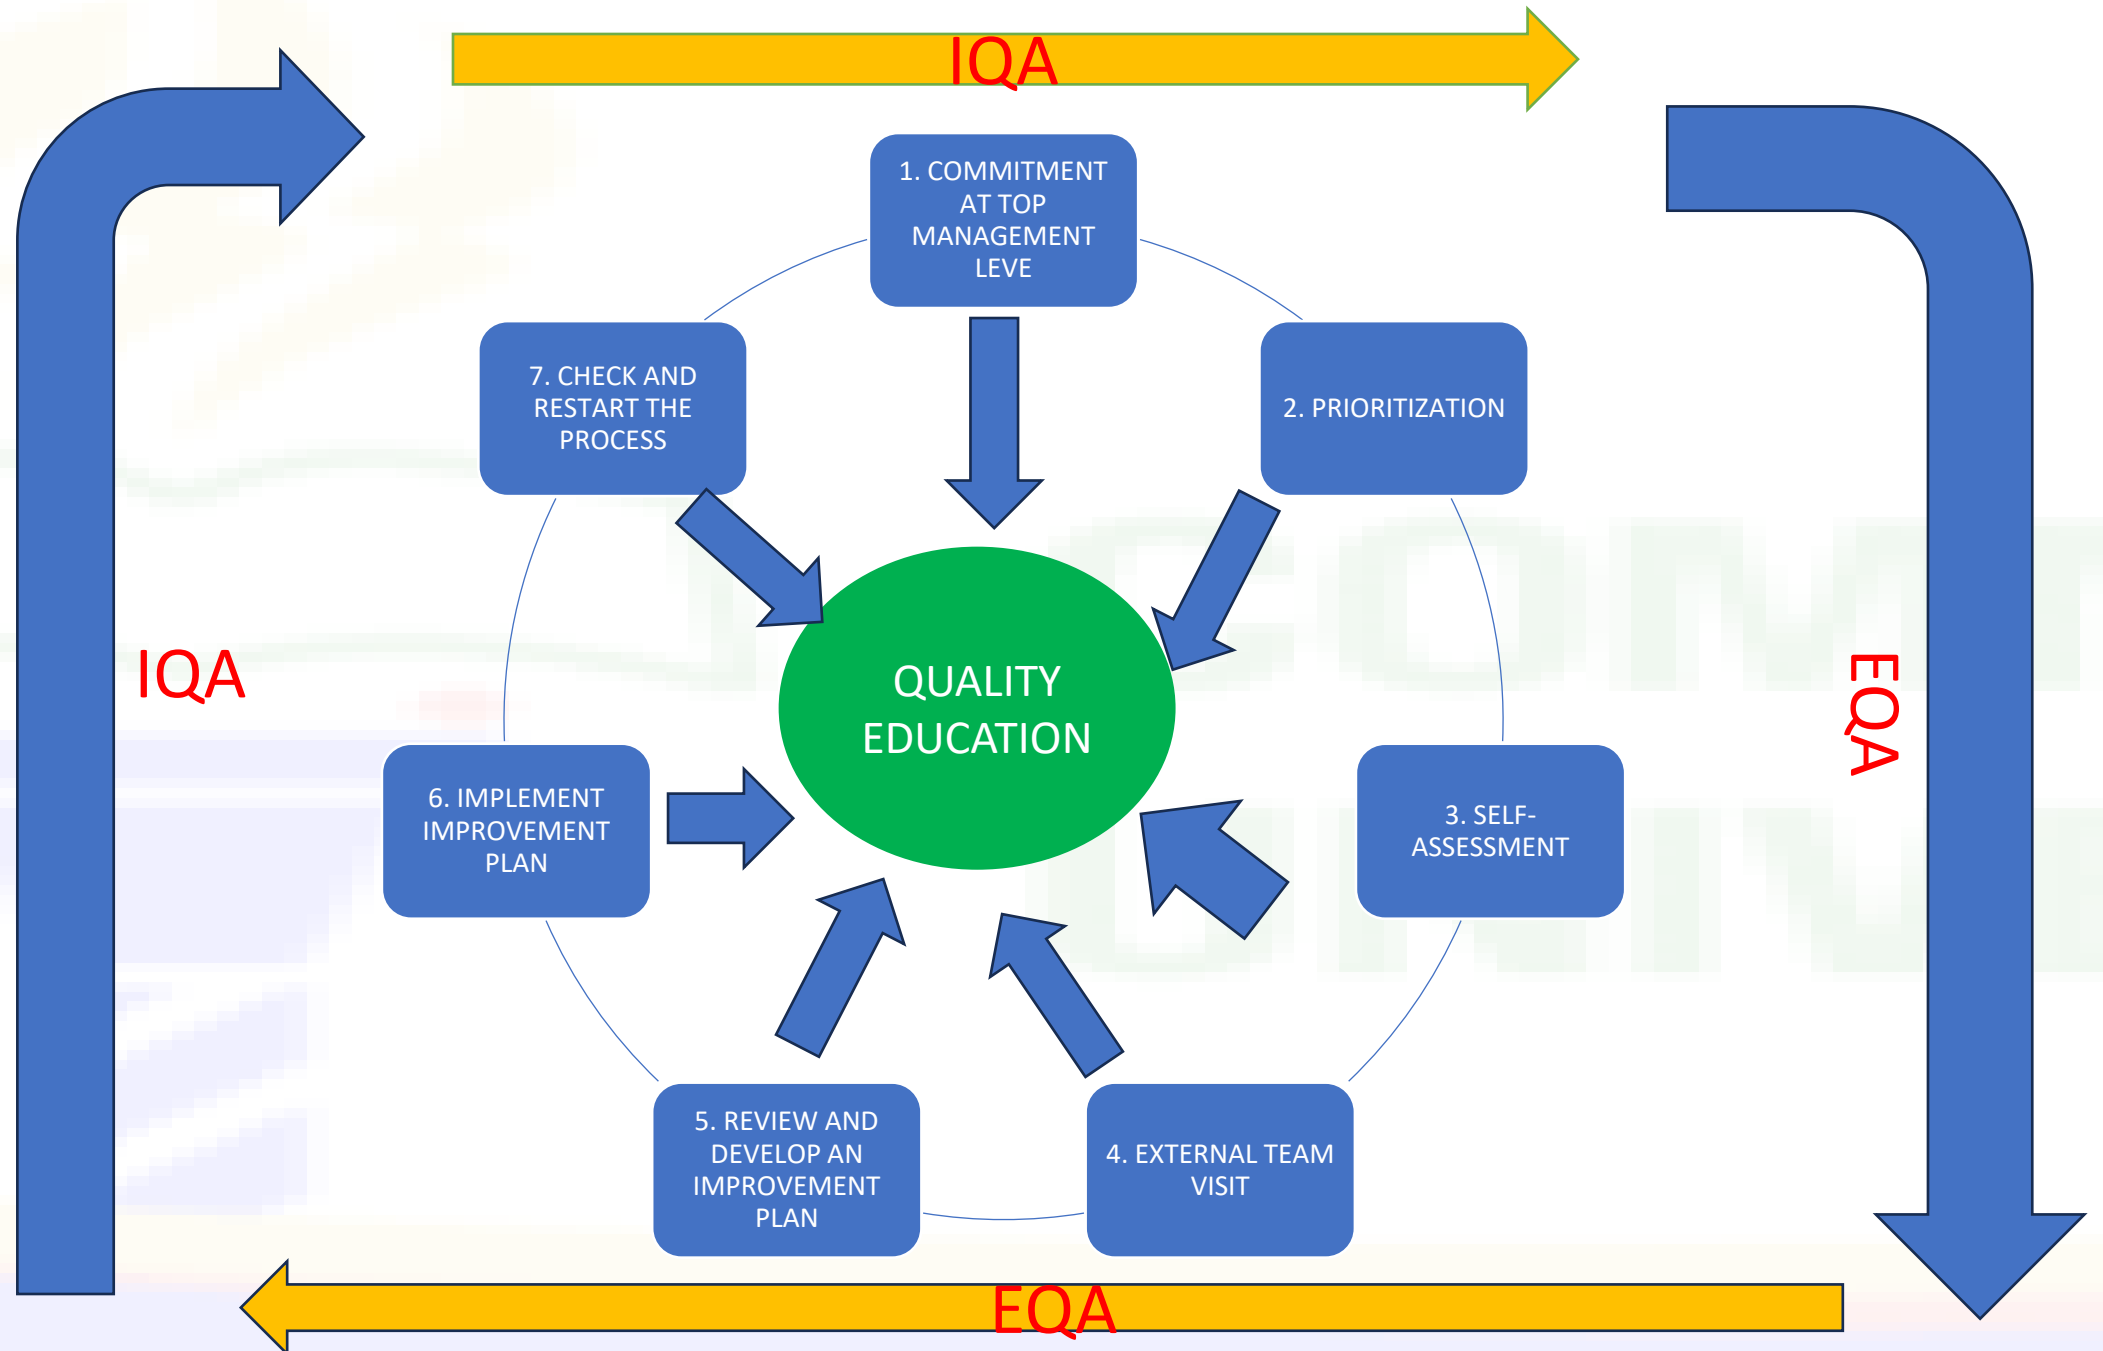 IQA
1. COMMITMENT
AT TOP
MANAGEMENT
LEVE
7. CHECK AND
RESTART THE
PROCESS
2. PRIORITIZATION
IQA
QUALITY
EDUCATION
EQA
6. IMPLEMENT
IMPROVEMENT
PLAN
3. SELF-
ASSESSMENT
5. REVIEW AND
DEVELOP AN
IMPROVEMENT
PLAN
4. EXTERNAL TEAM
VISIT
EQA